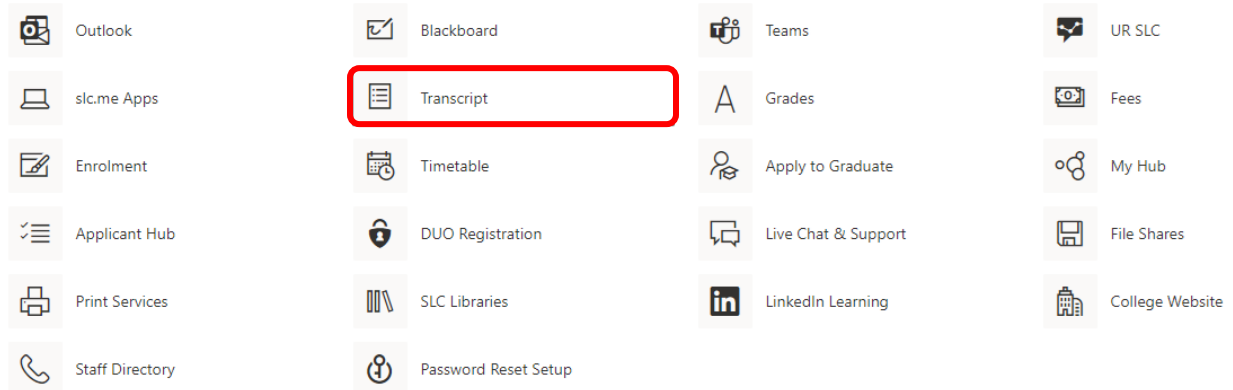 Outlook
Blackboard
Teams
UR SLC
slc.me Apps
Transcript
Grades
Fees
Enrolment
Timetable
Apply to Graduate
My Hub
Applicant Hub
DUO Registration
Live Chat & Support
File Shares
Print Services
SLC Libraries
LinkedIn Learning
College Website
Staff Directory
Password Reset Setup